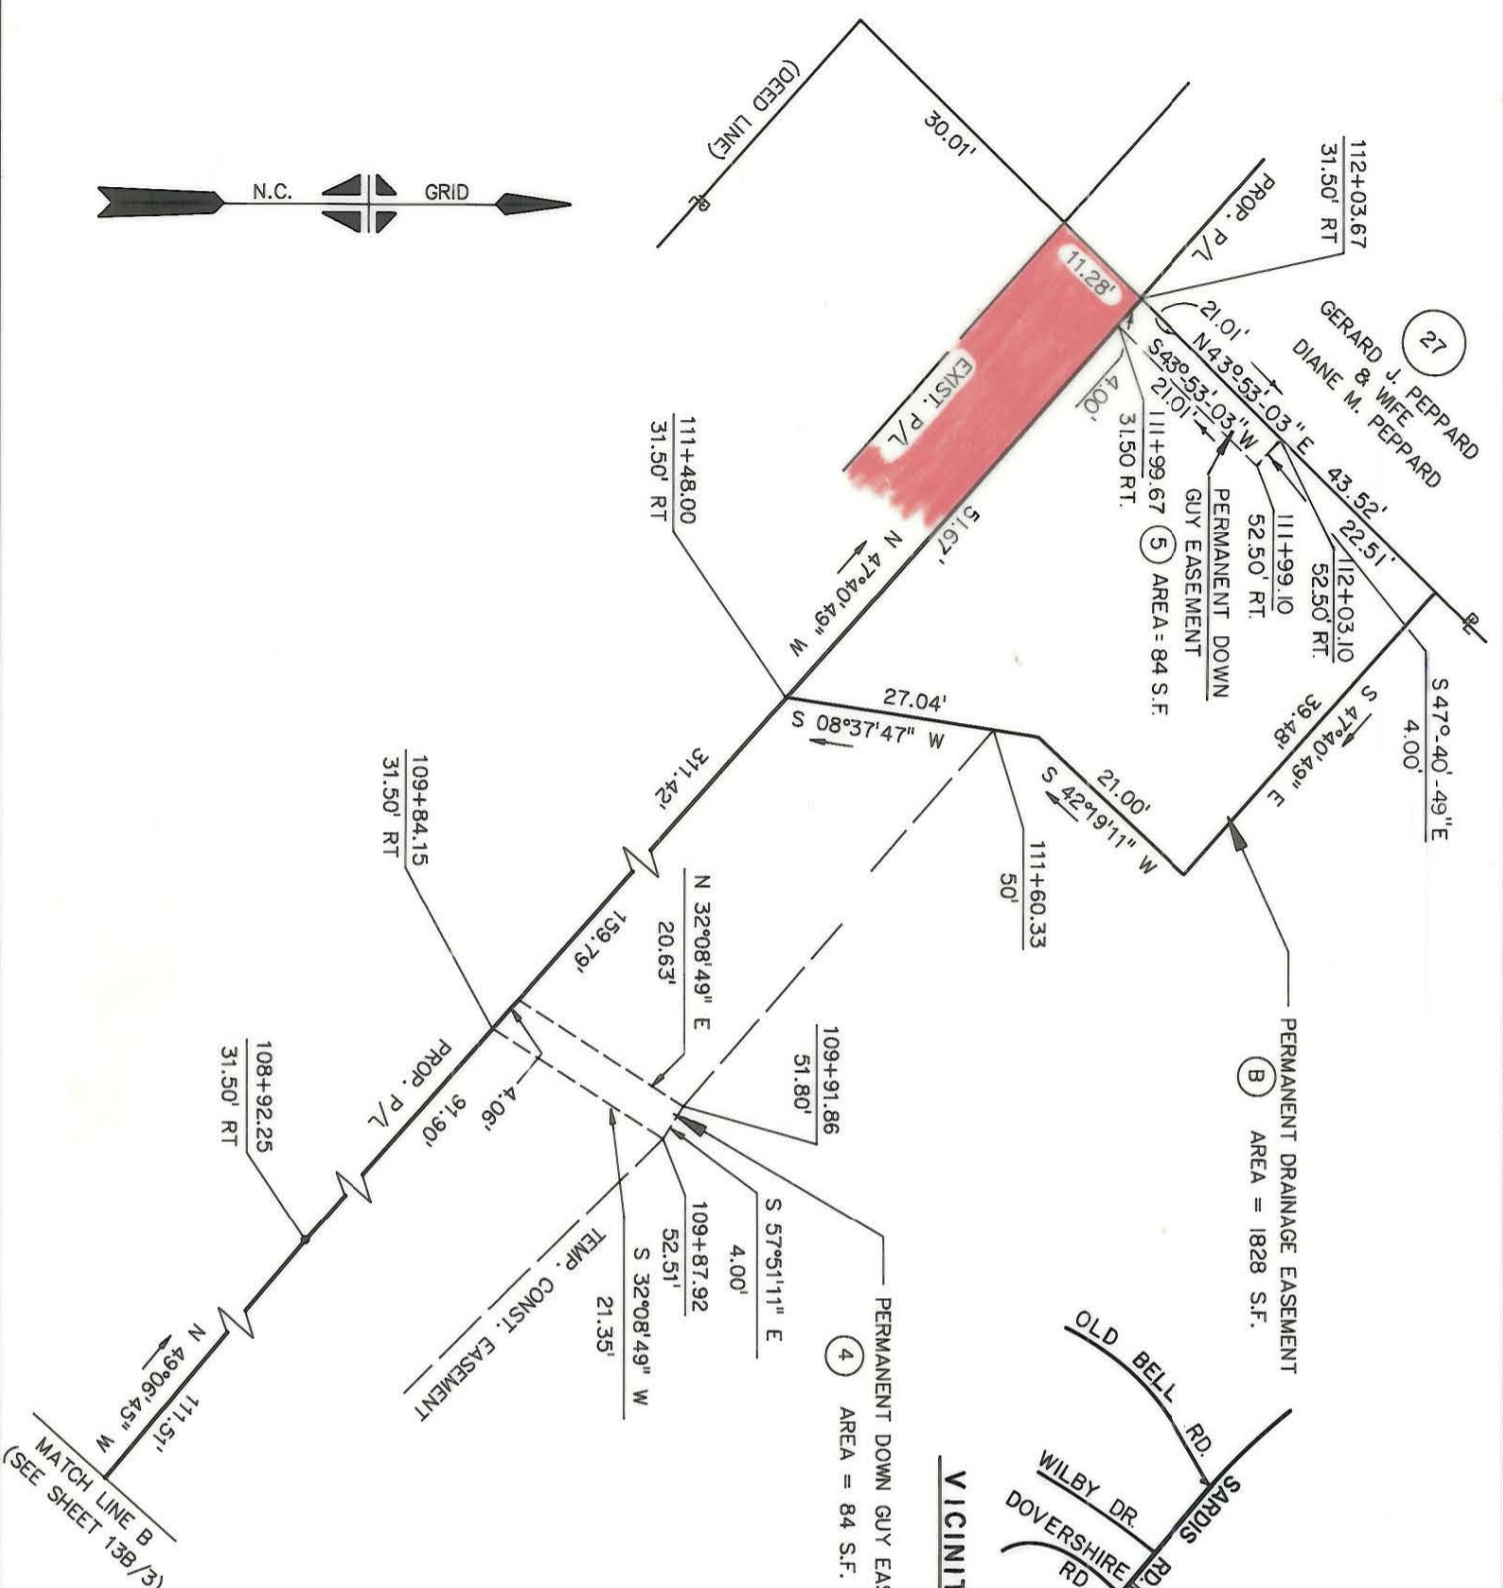 (DEED LINE)
30.01'
N.C.
GRID
PROP. P/L
112+03.67
31.50' RT
11.28'
EXIST. P/L
27
GERARD J. PEPPARD
& WIFE
DIANE M. PEPPARD
21.01'
N43°-53'-03"E
S43°-53'-03"W
21.01'
4.00'
111+99.67
31.50 RT.
5 AREA = 84 S.F.
PERMANENT DOWN
GUY EASEMENT
111+99.10
52.50' RT.
112+03.10
52.50' RT.
43.52'
22.51'
S47°-40'-49"E
4.00'
S 47°40'49" E
39.48'
51.67'
N 47°40'49" W
111+48.00
31.50' RT
27.04'
S 08°37'47" W
21.00'
S 42°19'11" W
111+60.33
50'
PERMANENT DRAINAGE EASEMENT
B AREA = 1828 S.F.
311.42'
159.79'
109+84.15
31.50' RT
N 32°08'49" E
20.63'
109+91.86
51.80'
4.06'
PROP. P/L
91.90'
108+92.25
31.50' RT
S 57°51'11" E
4.00'
109+87.92
52.51'
S 32°08'49" W
21.35'
TEMP. CONST. EASEMENT
PERMANENT DOWN GUY EAS
4 AREA = 84 S.F.
N 49°06'45" W
111.51'
MATCH LINE B
(SEE SHEET 13B/3)
VICINIT
OLD BELL RD.
SARDIS RD.
WILBY DR.
DOVERSHIRE
RD